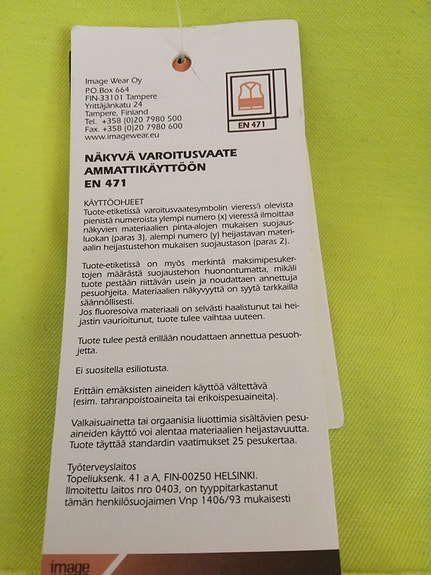 Image Wear Oy
P.O.Box 664
FIN-33101 Tampere
Yrittäjänkatu 24
Tampere, Finland
Tel. +358 (0)20 7980 500
Fax. +358 (0)20 7980 600
www.imagewear.eu
EN 471
NÄKYVÄ VAROITUSVAATE
AMMATTIKÄYTTÖÖN
EN 471
KÄYTTÖOHJEET
Tuote-etiketissä varoitusvaatesymbolin vieressä olevista
pienistä numeroista ylempi numero (x) vieressä ilmoittaa
näkyvien materiaalien pinta-alojen mukaisen suojaus-
luokan (paras 3), alempi numero (y) heijastavan materi-
aalin heijastustehon mukaisen suojaustason (paras 2).
Tuote-etiketissä on myös merkintä maksimipesuker-
tojen määrästä suojaustehon huonontumatta, mikäli
tuote pestään riittävän usein ja noudattaen annettuja
pesuohjeita. Materiaalien näkyvyyttä on syytä tarkkailla
säännöllisesti.
Jos fluoresoiva materiaali on selvästi haalistunut tai hei-
jastin vaurioitunut, tuote tulee vaihtaa uuteen.
Tuote tulee pestä erillään noudattaen annettua pesuoh-
jetta.
Ei suositella esiliotusta.
Erittäin emäksisten aineiden käyttöä vältettävä
(esim. tahranpoistoaineita tai erikoispesuaineita).
Valkaisuainetta tai orgaanisia liuottimia sisältävien pesu-
aineiden käyttö voi alentaa materiaalien heijastavuutta.
Tuote täyttää standardin vaatimukset 25 pesukertaa.
Työterveyslaitos
Topeliuksenk. 41 a A, FIN-00250 HELSINKI.
Ilmoitettu laitos nro 0403, on tyyppitarkastanut
tämän henkilösuojaimen Vnp 1406/93 mukaisesti
image